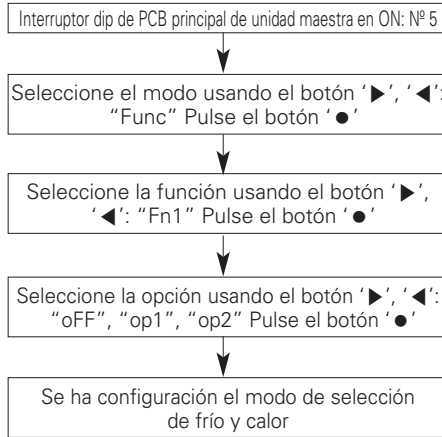 Interruptor dip de PCB principal de unidad maestra en ON: Nº 5
Seleccione el modo usando el botón ‘▶’, ‘◀’:
“Func” Pulse el botón ‘●’
Seleccione la función usando el botón ‘▶’,
‘◀’: “Fn1” Pulse el botón ‘●’
Seleccione la opción usando el botón ‘▶’, ‘◀’:
“oFF”, “op1”, “op2” Pulse el botón ‘●’
Se ha configuración el modo de selección
de frío y calor